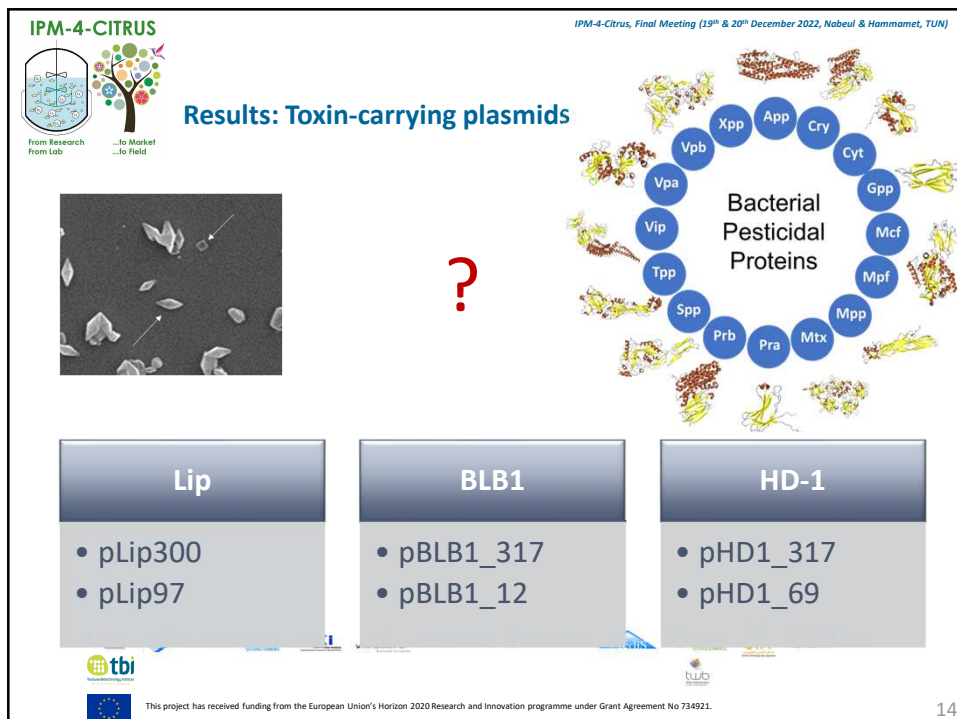 IPM-4-CITRUS
IPM-4-Citrus, Final Meeting (19th & 20th December 2022, Nabeul & Hammamet, TUN)
From Research ...to Market
From Lab ...to Field
Results: Toxin-carrying plasmids
?
Bacterial
Pesticidal
Proteins
App
Cry
Cyt
Gpp
Mcf
Mpf
Mpp
Mtx
Pra
Prb
Spp
Tpp
Vip
Vpa
Vpb
Xpp
Lip
• pLip300
• pLip97
BLB1
• pBLB1_317
• pBLB1_12
HD-1
• pHD1_317
• pHD1_69
tbi
Toulouse Biotechnology Institute
twb
This project has received funding from the European Union's Horizon 2020 Research and Innovation programme under Grant Agreement No 734921.
14